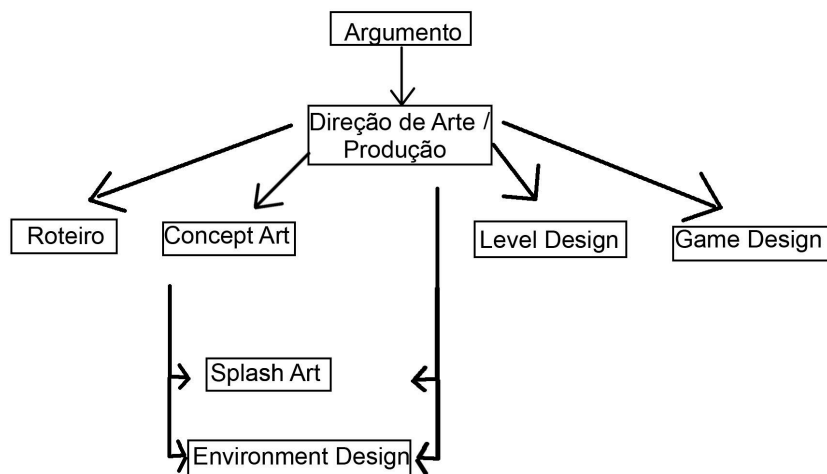 Argumento
Direção de Arte /
Produção
Roteiro
Concept Art
Level Design
Game Design
Splash Art
Environment Design